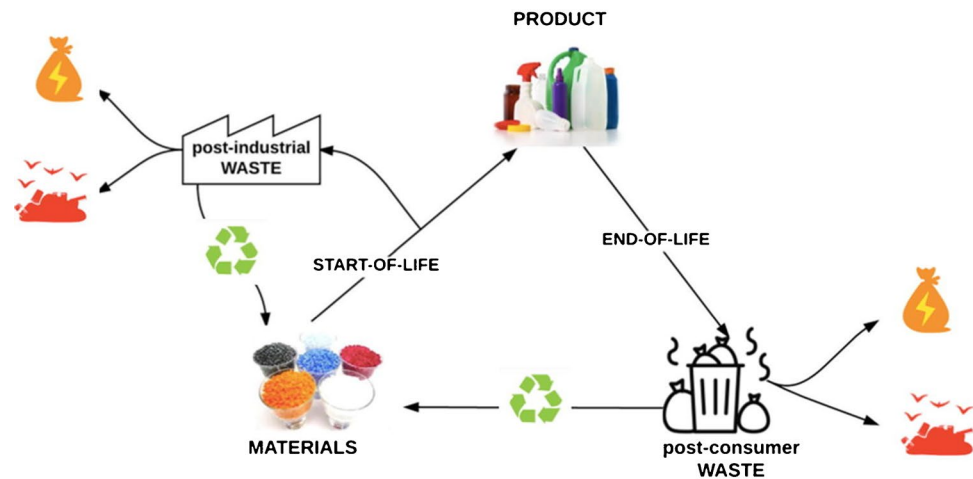 PRODUCT
post-industrial
WASTE
START-OF-LIFE
END-OF-LIFE
MATERIALS
post-consumer
WASTE